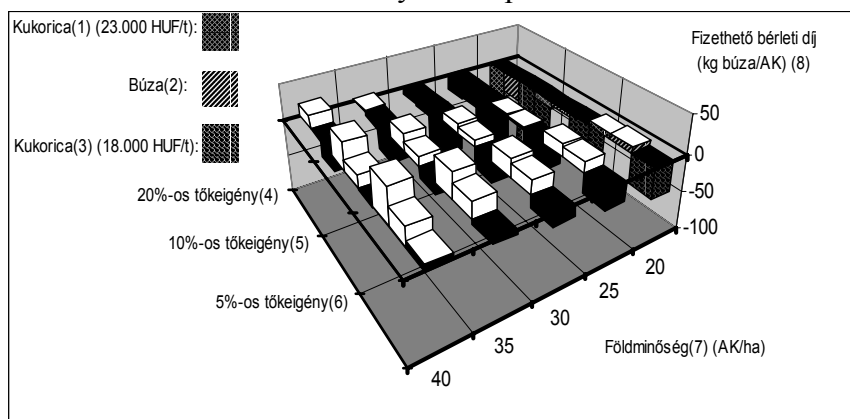 Kukorica(1) (23.000 HUF/t):
Búza(2):
Kukorica(3) (18.000 HUF/t):
20%-os tőkeigény(4)
10%-os tőkeigény(5)
5%-os tőkeigény(6)
Fizethető bérleti díj
(kg búza/AK) (8)
50
0
-50
-100
20
25
30
35
40
Földminőség(7) (AK/ha)